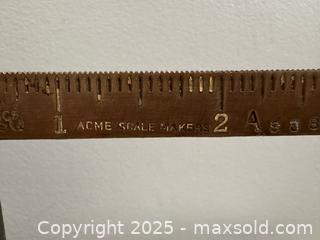 1 ACME SCALE MAKERS 2 A
Copyright © 2025 - maxsold.com